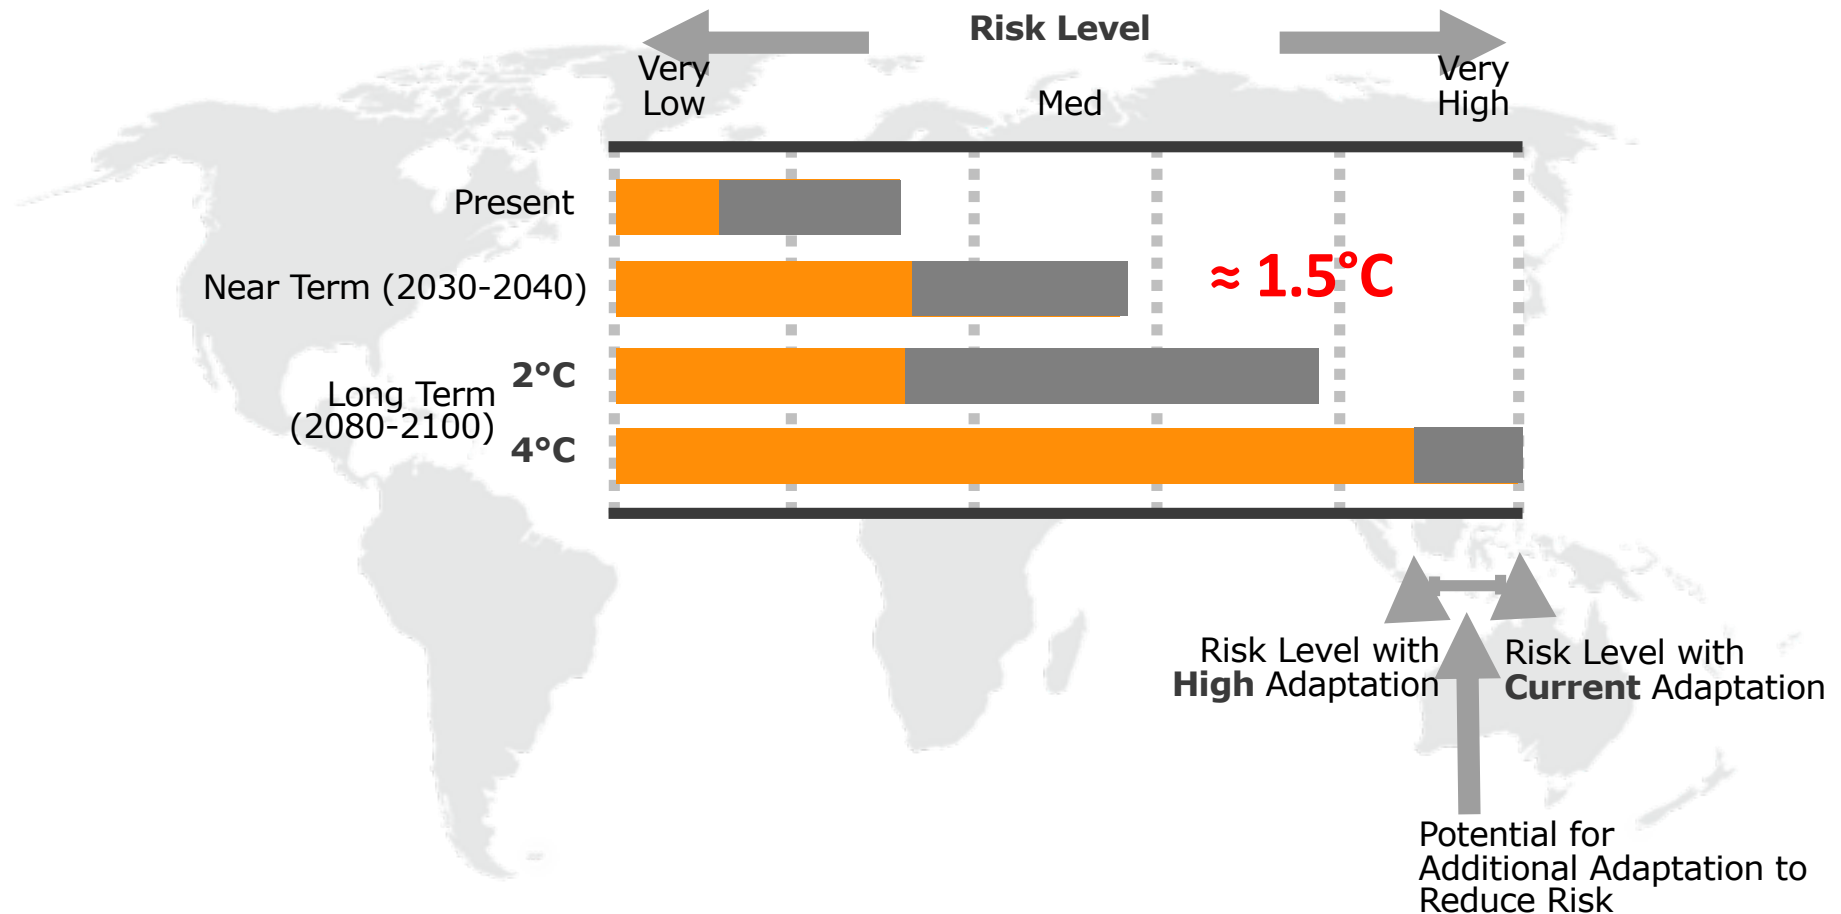 Risk Level
Very
Low
Med
Very
High
Present
Near Term (2030-2040)
≈ 1.5°C
Long Term
(2080-2100)
2°C
4°C
Risk Level with
High Adaptation
Risk Level with
Current Adaptation
Potential for
Additional Adaptation to
Reduce Risk